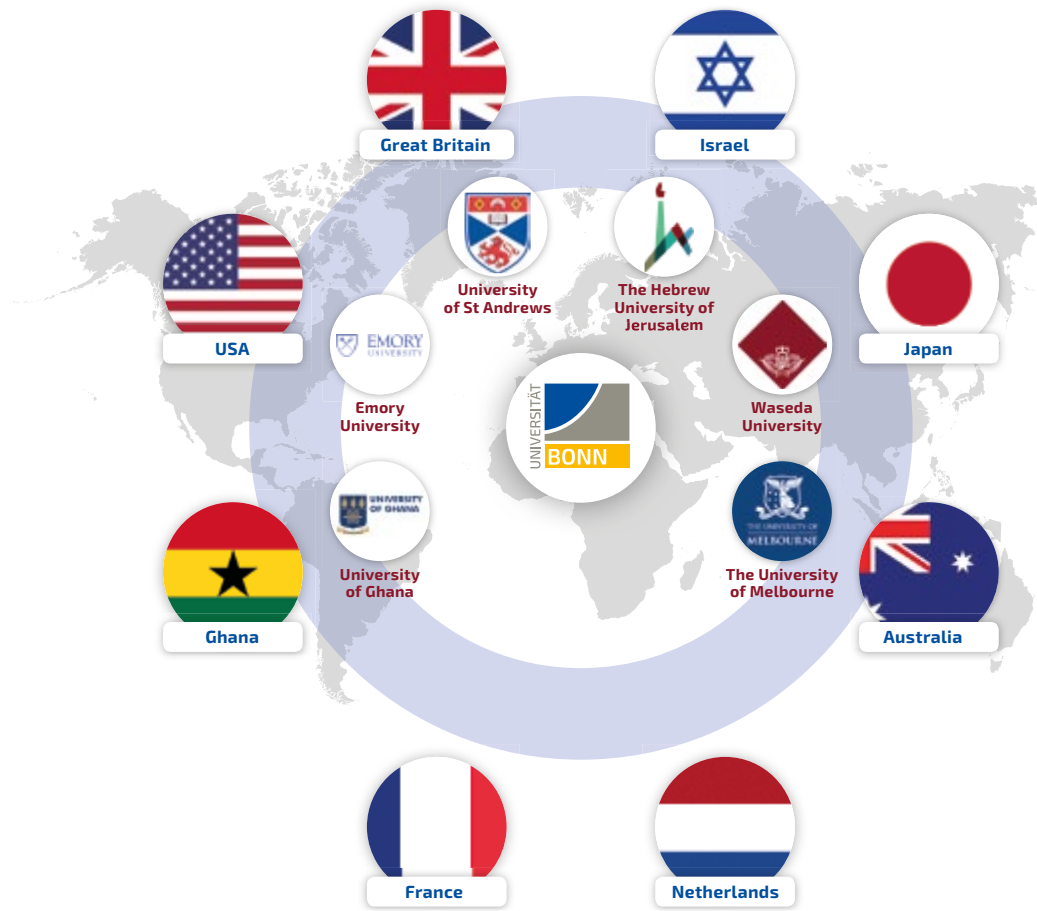 Great Britain
Israel
University
of St Andrews
The Hebrew
University of
Jerusalem
USA
EMORY
UNIVERSITY
Emory
University
Japan
Waseda
University
UNIVERSITÄT
BONN
UNIVERSITY
OF GHANA
University
of Ghana
THE UNIVERSITY OF
MELBOURNE
The University
of Melbourne
Ghana
Australia
France
Netherlands